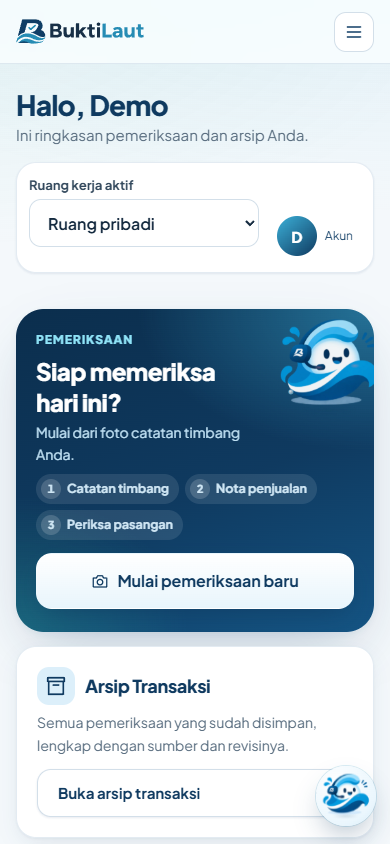 BuktiLaut
Halo, Demo
Ini ringkasan pemeriksaan dan arsip Anda.
Ruang kerja aktif
Ruang pribadi
D
Akun
PEMERIKSAAN
Siap memeriksa
hari ini?
Mulai dari foto catatan timbang
Anda.
1 Catatan timbang
2 Nota penjualan
3 Periksa pasangan
Mulai pemeriksaan baru
Arsip Transaksi
Semua pemeriksaan yang sudah disimpan,
lengkap dengan sumber dan revisinya.
Buka arsip transaksi